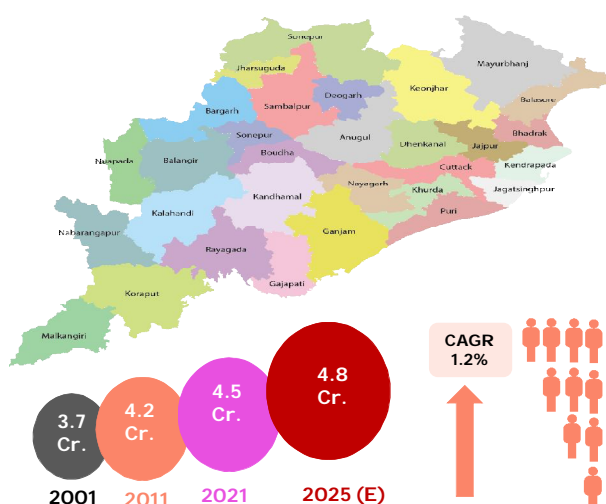 Sonepur
Mayurbhanj
Jharsuguda
Keonjhar
Deogarh
Balasore
Sambalpur
Bargarh
Bhadrak
Sonepur
Anugul
Dhenkanal
Jajpur
Nuapada
Balangir
Boudha
Cuttack
Kendrapada
Nayagarh
Khurda
Jagatsinghpur
Kandhamal
Kalahandi
Puri
Nabarangapur
Ganjam
Rayagada
Gajapati
Koraput
Malkangiri
CAGR
1.2%
3.7
Cr.
4.2
Cr.
4.5
Cr.
4.8
Cr.
2001
2011
2021
2025 (E)